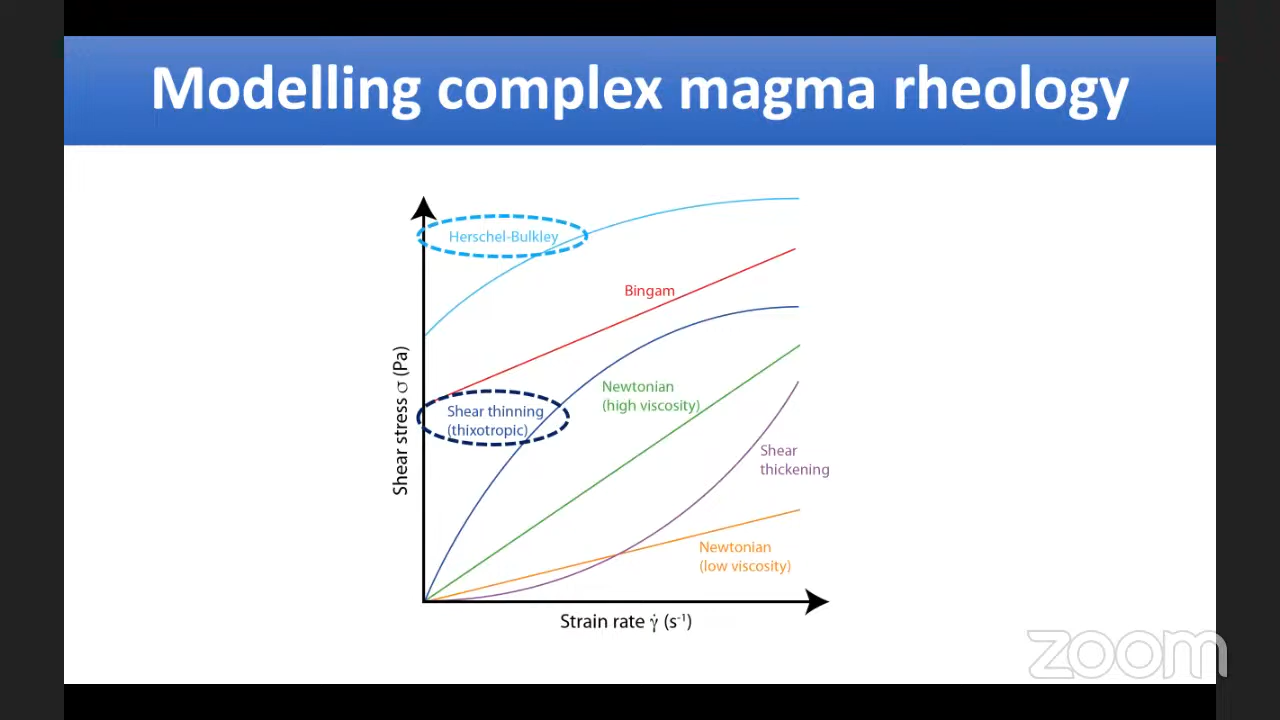 Modelling complex magma rheology
Herschel-Bulkley
Bingam
Shear stress σ (Pa)
Shear thinning
(thixotropic)
Newtonian
(high viscosity)
Shear
thickening
Newtonian
(low viscosity)
Strain rate γ̇ (s⁻¹)
zoom